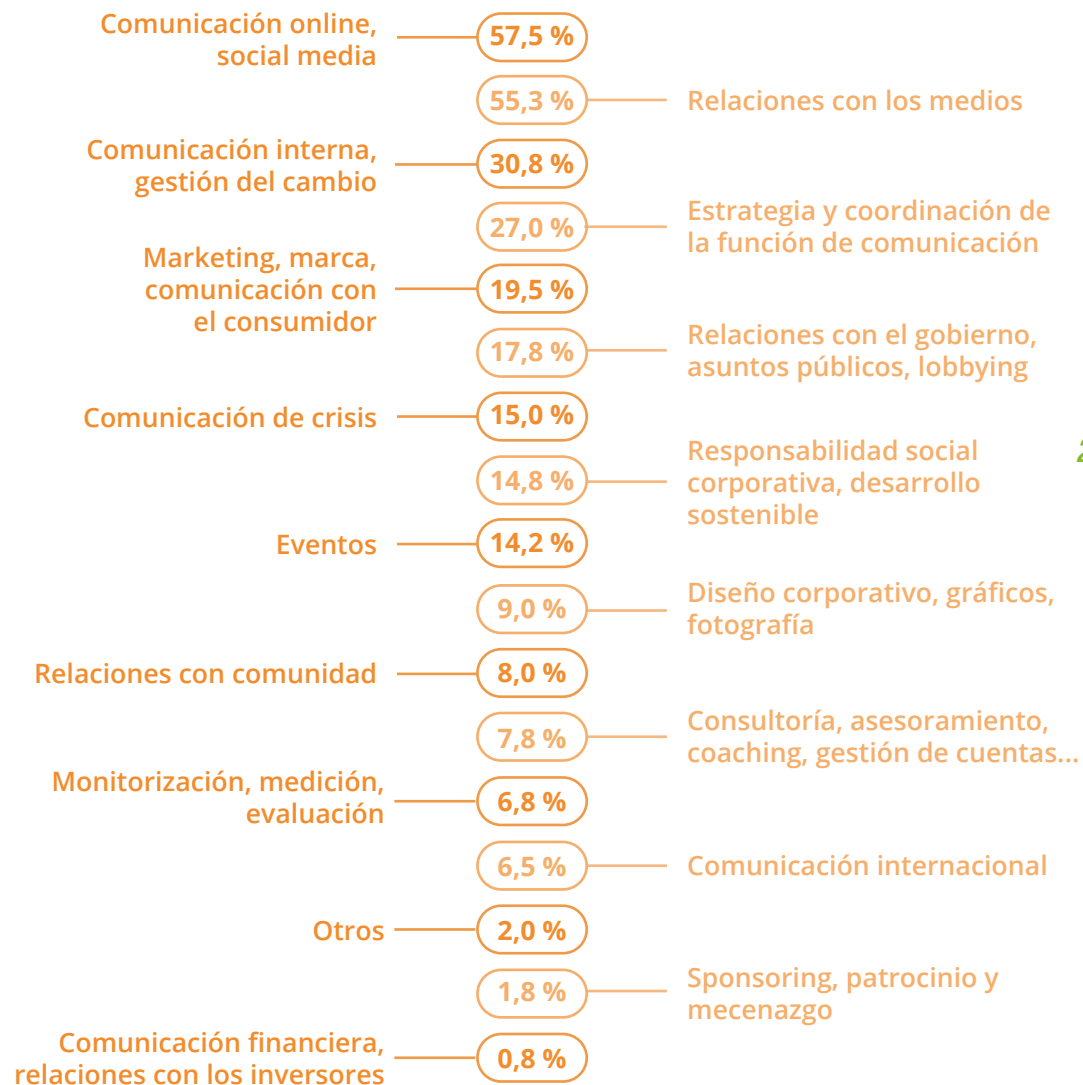 Comunicación online,
social media
57,5 %
55,3 %
Relaciones con los medios
Comunicación interna,
gestión del cambio
30,8 %
27,0 %
Estrategia y coordinación de
la función de comunicación
Marketing, marca,
comunicación con
el consumidor
19,5 %
17,8 %
Relaciones con el gobierno,
asuntos públicos, lobbying
Comunicación de crisis
15,0 %
14,8 %
Responsabilidad social
corporativa, desarrollo
sostenible
Eventos
14,2 %
9,0 %
Diseño corporativo, gráficos,
fotografía
Relaciones con comunidad
8,0 %
7,8 %
Consultoría, asesoramiento,
coaching, gestión de cuentas...
Monitorización, medición,
evaluación
6,8 %
6,5 %
Comunicación internacional
Otros
2,0 %
1,8 %
Sponsoring, patrocinio y
mecenazgo
Comunicación financiera,
relaciones con los inversores
0,8 %